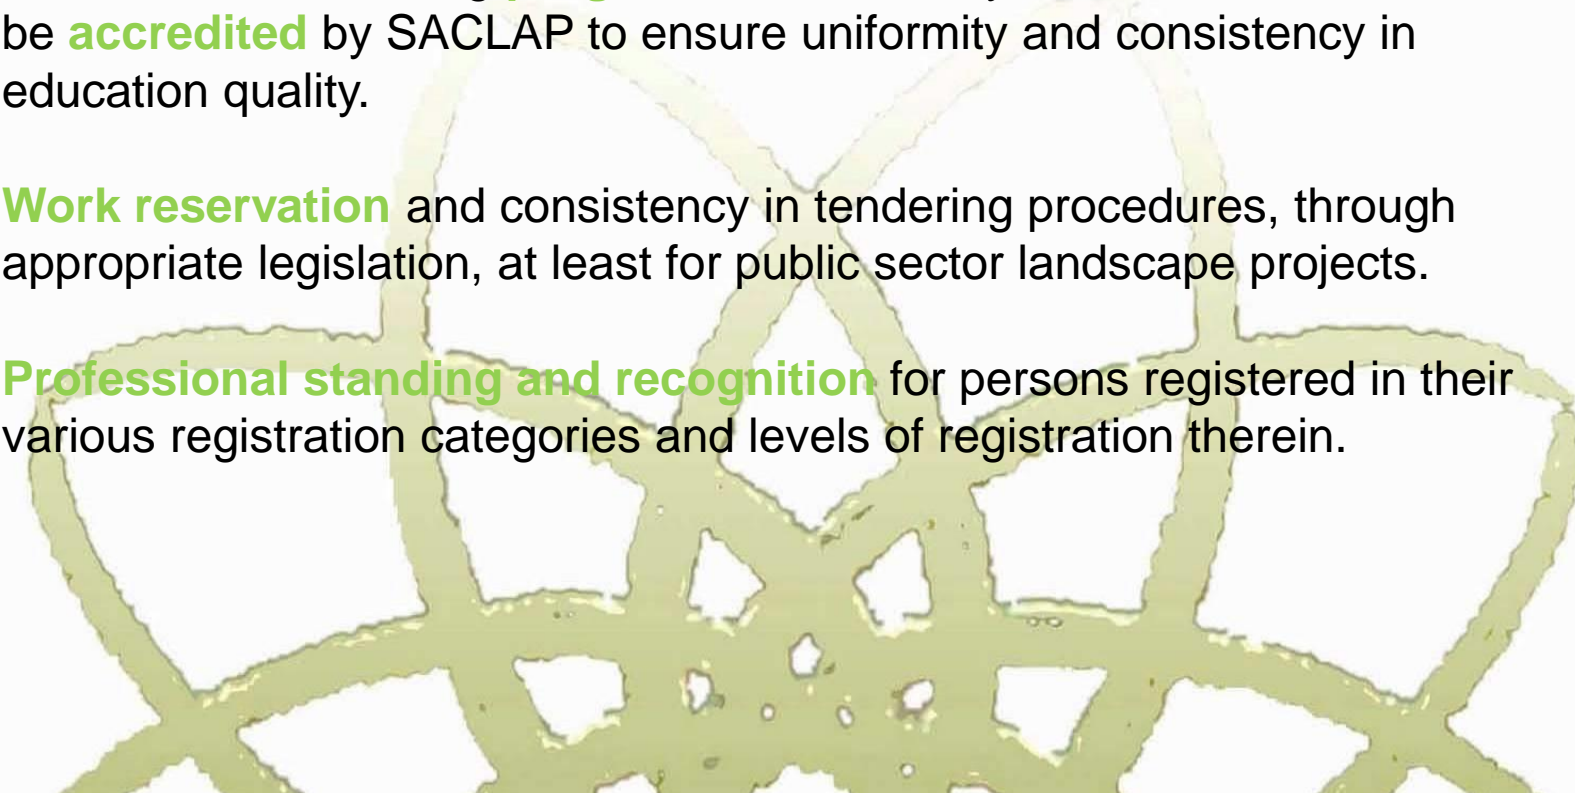 be accredited by SACLAP to ensure uniformity and consistency in
education quality.
Work reservation and consistency in tendering procedures, through
appropriate legislation, at least for public sector landscape projects.
Professional standing and recognition for persons registered in their
various registration categories and levels of registration therein.